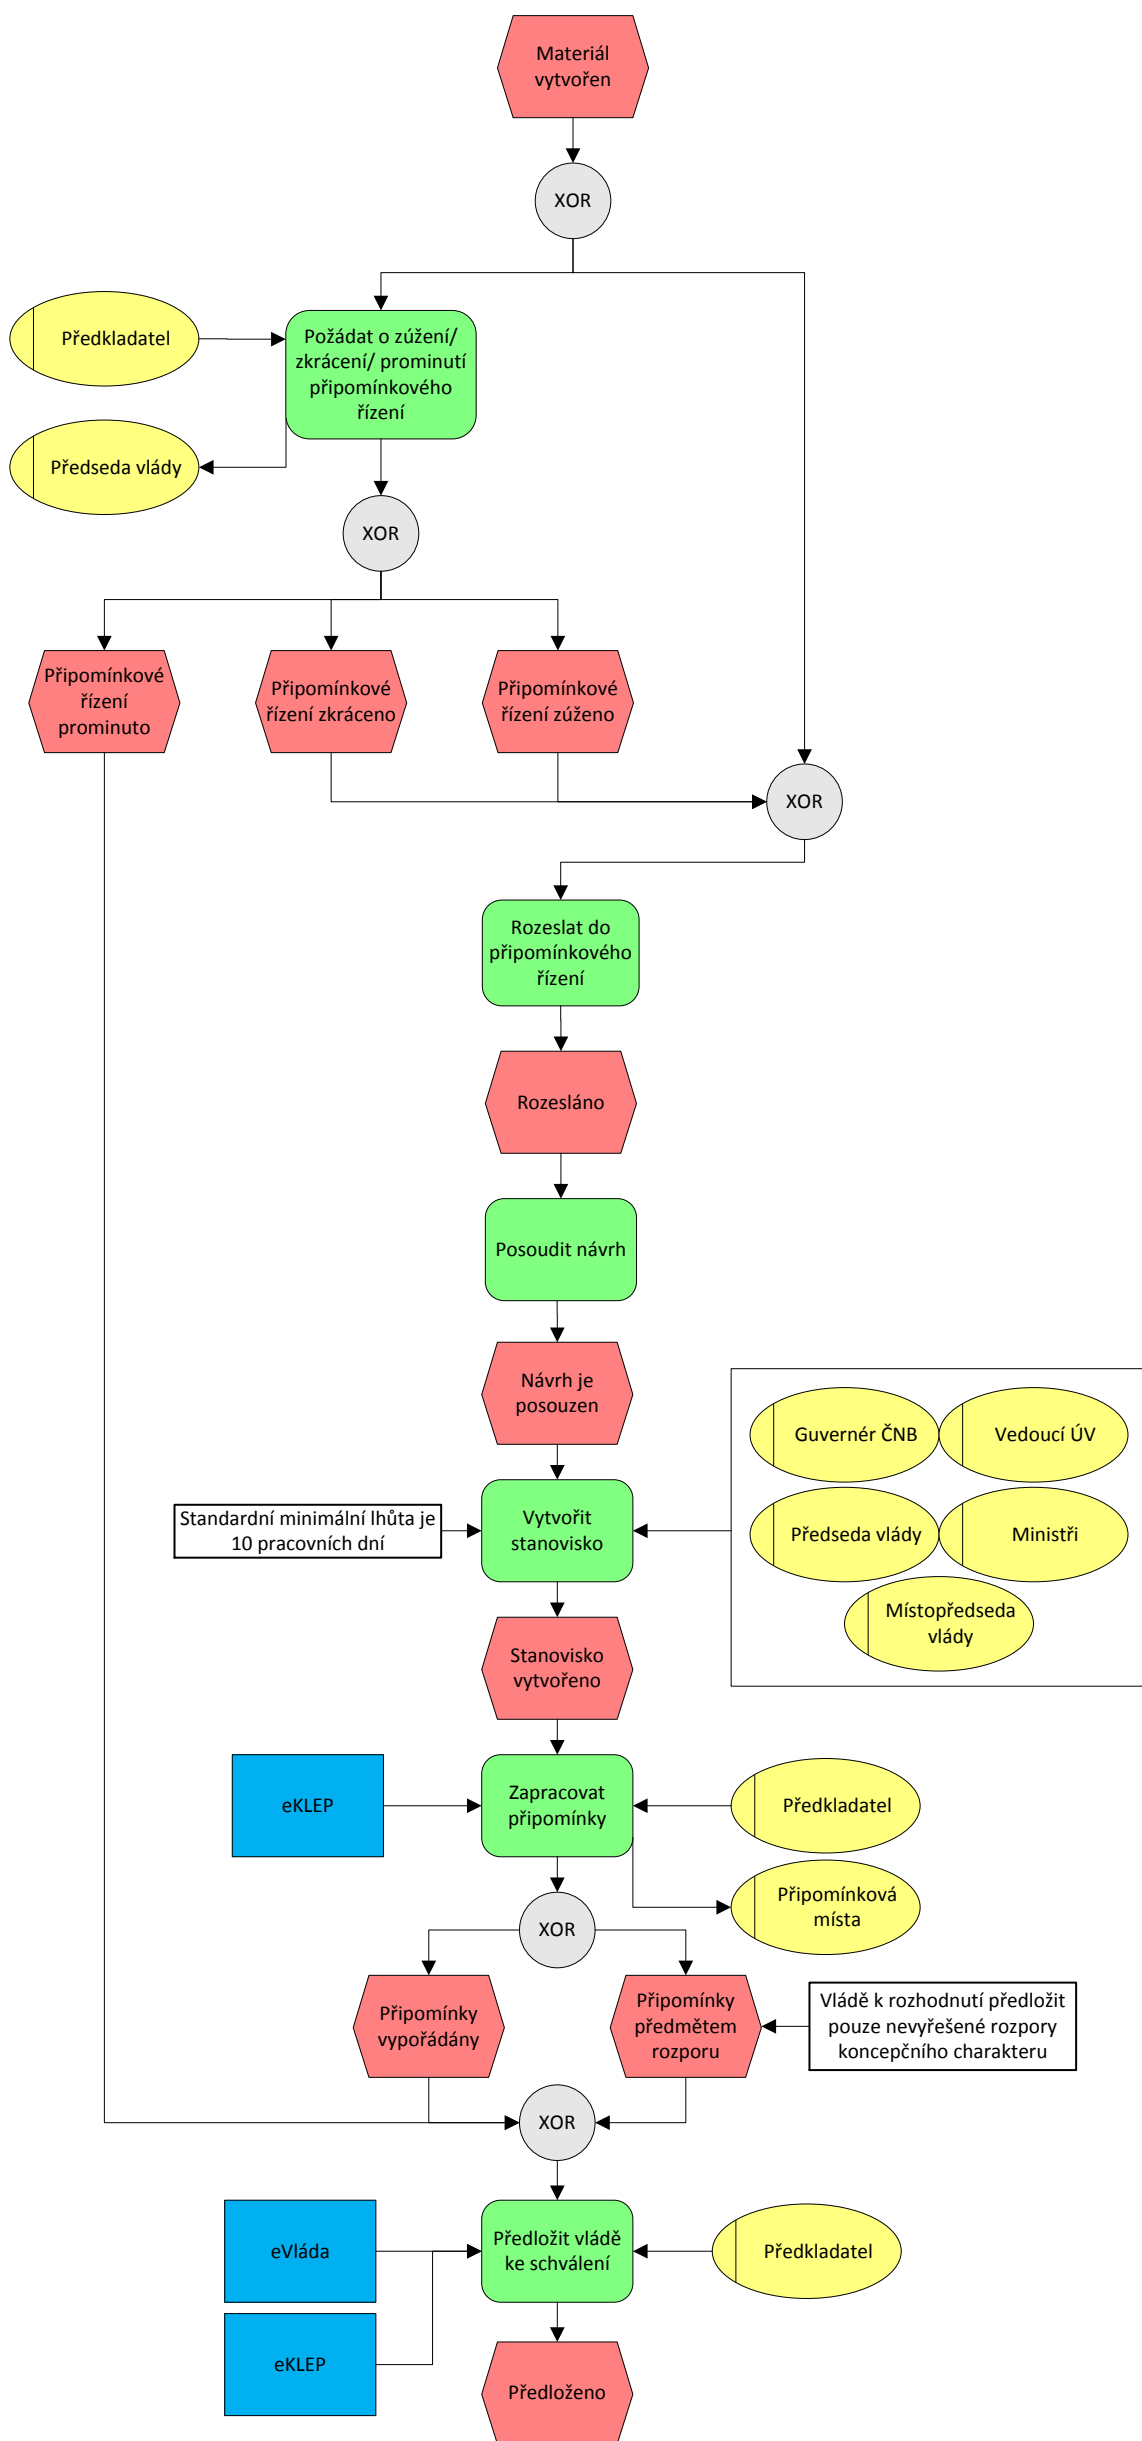 Materiál
vytvořen
XOR
Předkladatel
Požádat o zúžení/
zkrácení/ prominutí
připomínkového
řízení
Předseda vlády
XOR
Připomínkové
řízení
prominuto
Připomínkové
řízení zkráceno
Připomínkové
řízení zúženo
XOR
Rozeslat do
připomínkového
řízení
Rozesláno
Posoudit návrh
Návrh je
posouzen
Guvernér ČNB
Vedoucí ÚV
Standardní minimální lhůta je
10 pracovních dní
Vytvořit
stanovisko
Předseda vlády
Ministři
Místopředseda
vlády
Stanovisko
vytvořeno
eKLEP
Zapracovat
připomínky
Předkladatel
Připomínková
místa
XOR
Připomínky
vypořádány
Připomínky
předmětem
rozporu
Vládě k rozhodnutí předložit
pouze nevyřešené rozpory
koncepčního charakteru
XOR
eVláda
Předložit vládě
ke schválení
Předkladatel
eKLEP
Předloženo